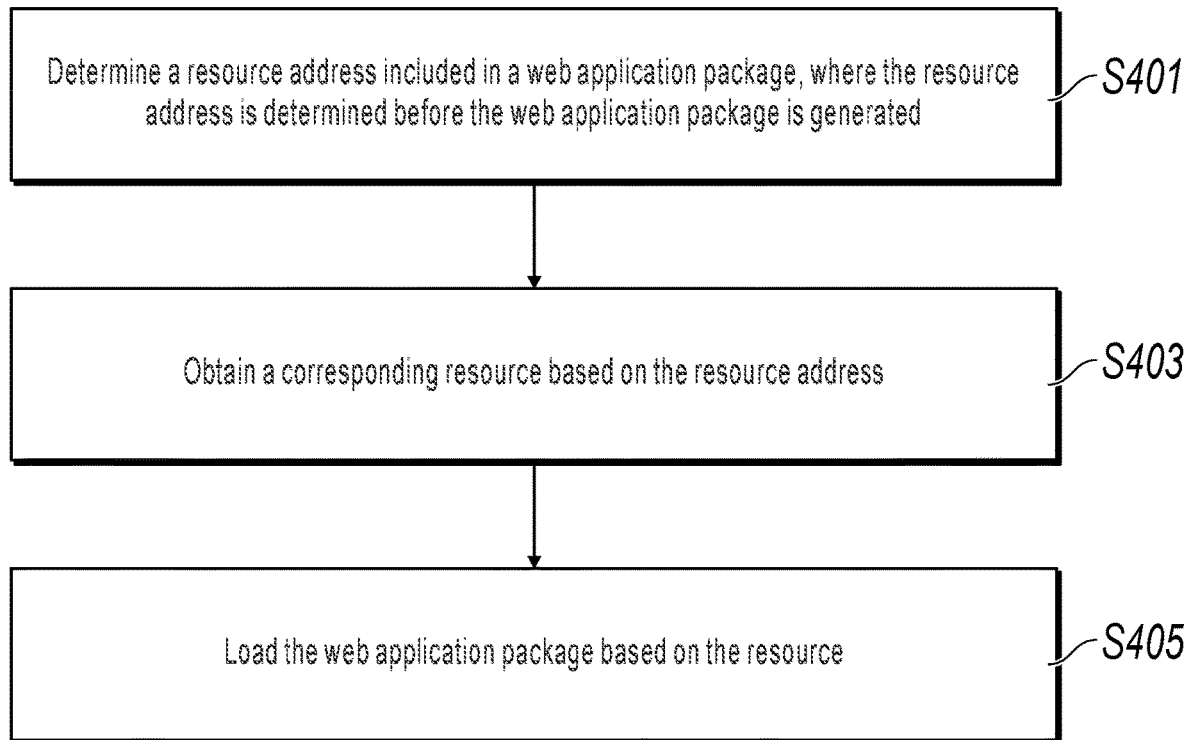 Determine a resource address included in a web application package, where the resource
address is determined before the web application package is generated
S401
Obtain a corresponding resource based on the resource address
S403
Load the web application package based on the resource
S405